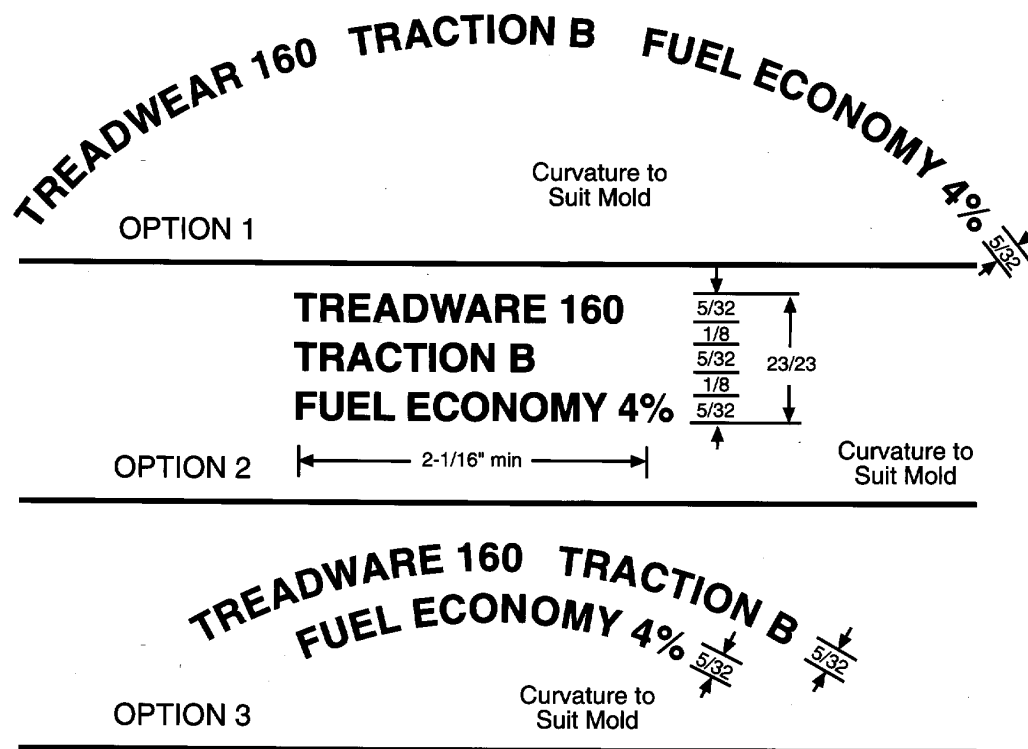 TREADWEAR 160 TRACTION B FUEL ECONOMY 4%
5/32
Curvature to
Suit Mold
OPTION 1
TREADWARE 160
TRACTION B
FUEL ECONOMY 4%
5/32
1/8
5/32
1/8
5/32
23/23
2-1/16" min
OPTION 2
Curvature to
Suit Mold
TREADWARE 160 TRACTION B
5/32
FUEL ECONOMY 4%
5/32
Curvature to
Suit Mold
OPTION 3